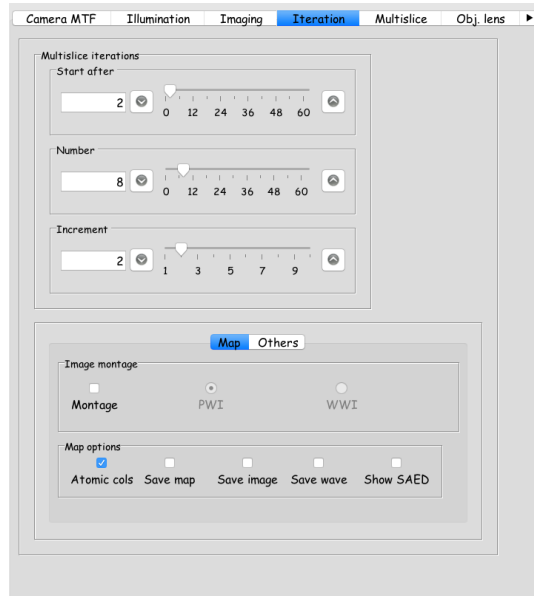 Camera MTF Illumination Imaging Iteration Multislice Obj. lens
Multislice iterations
Start after
2
0 12 24 36 48 60
Number
8
0 12 24 36 48 60
Increment
2
1 3 5 7 9
Map Others
Image montage
Montage PWI WWI
Map options
Atomic cols Save map Save image Save wave Show SAED